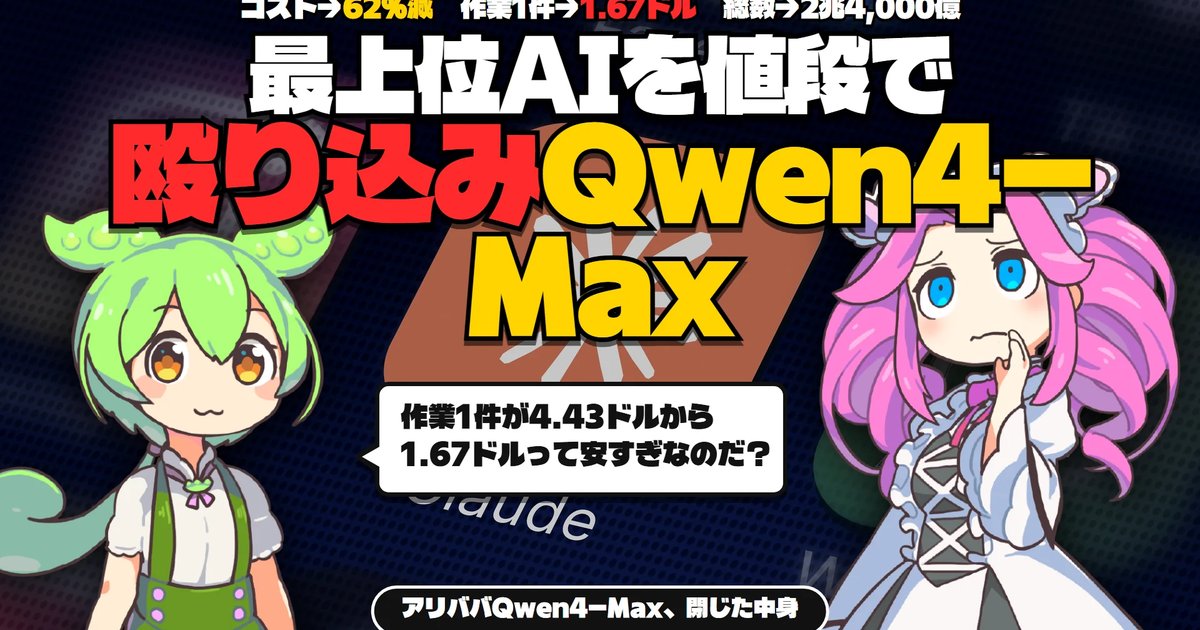 コスト→62%減 作業1件→1.67ドル 総数→2兆4,000億
最上位AIを値段で
殴り込みQwen4ー
Max
作業1件が4.43ドルから
1.67ドルって安すぎなのだ?
Claude
アリババQwen4ーMax、閉じた中身